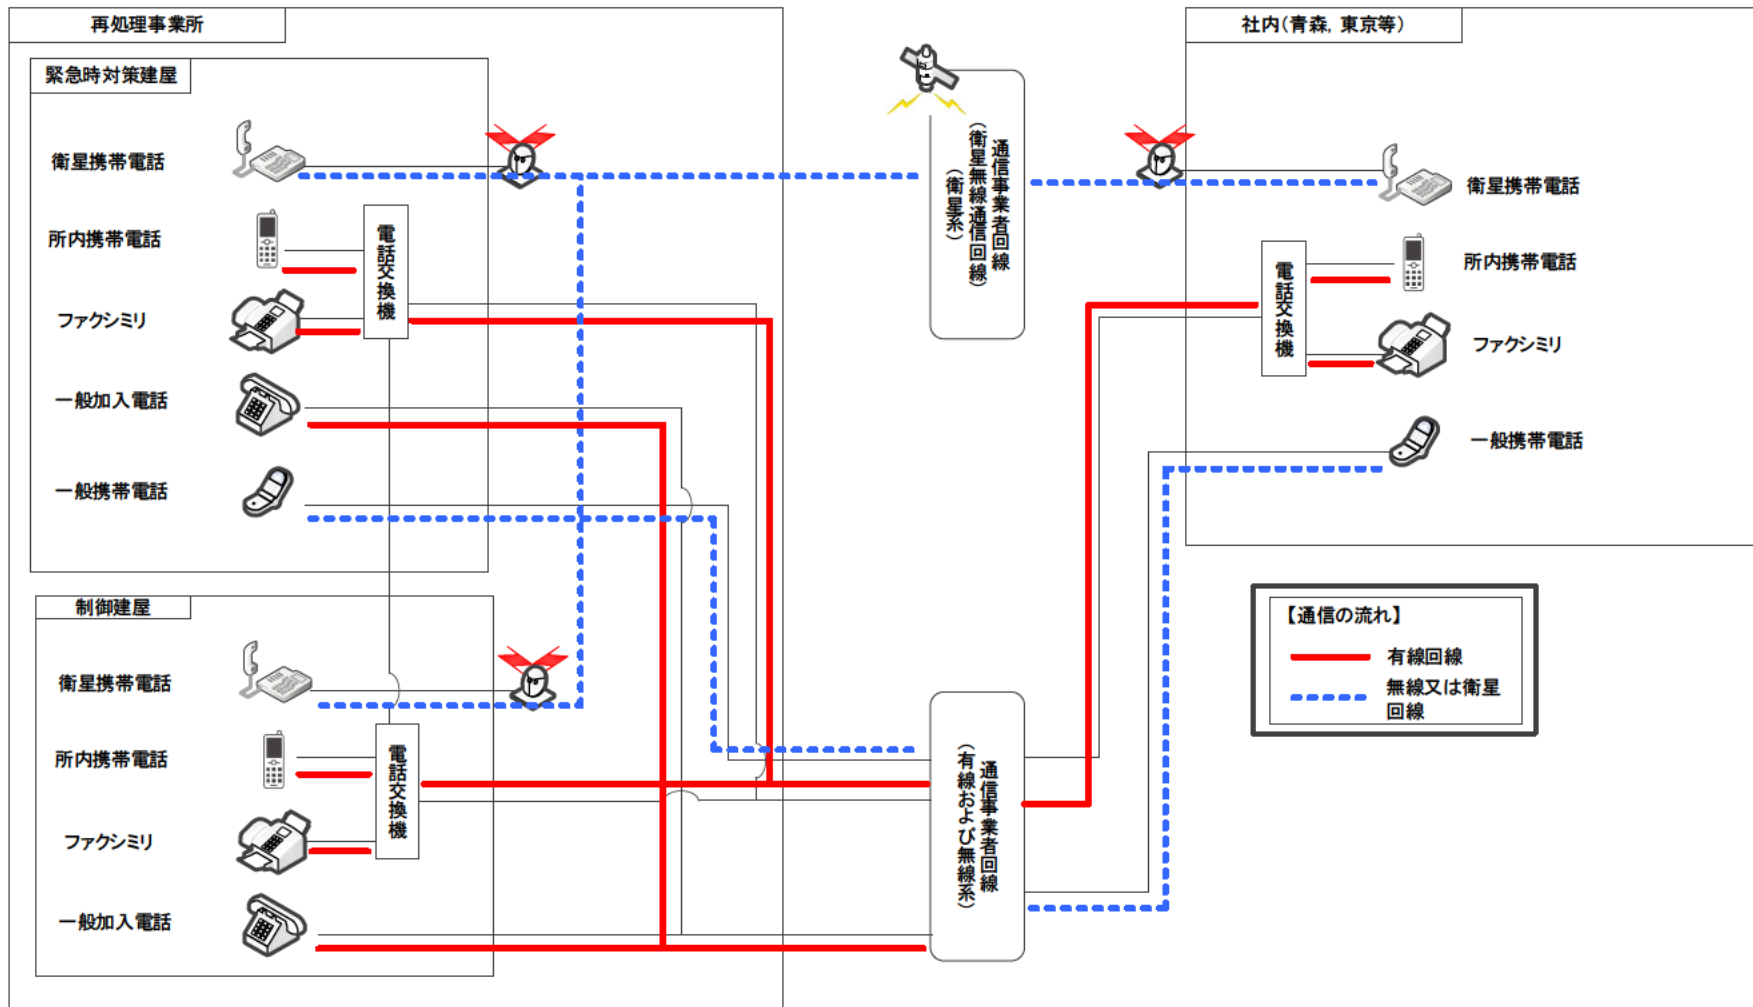 再処理事業所
緊急時対策建屋
衛星携帯電話
所内携帯電話
ファクシミリ
一般加入電話
一般携帯電話
電話交換機
制御建屋
衛星携帯電話
所内携帯電話
ファクシミリ
一般加入電話
電話交換機
通信事業者回線
(衛星無線通信回線)
(衛星系)
通信事業者回線
(有線および無線系)
社内(青森, 東京等)
衛星携帯電話
所内携帯電話
ファクシミリ
一般携帯電話
電話交換機
【通信の流れ】
有線回線
無線又は衛星
回線